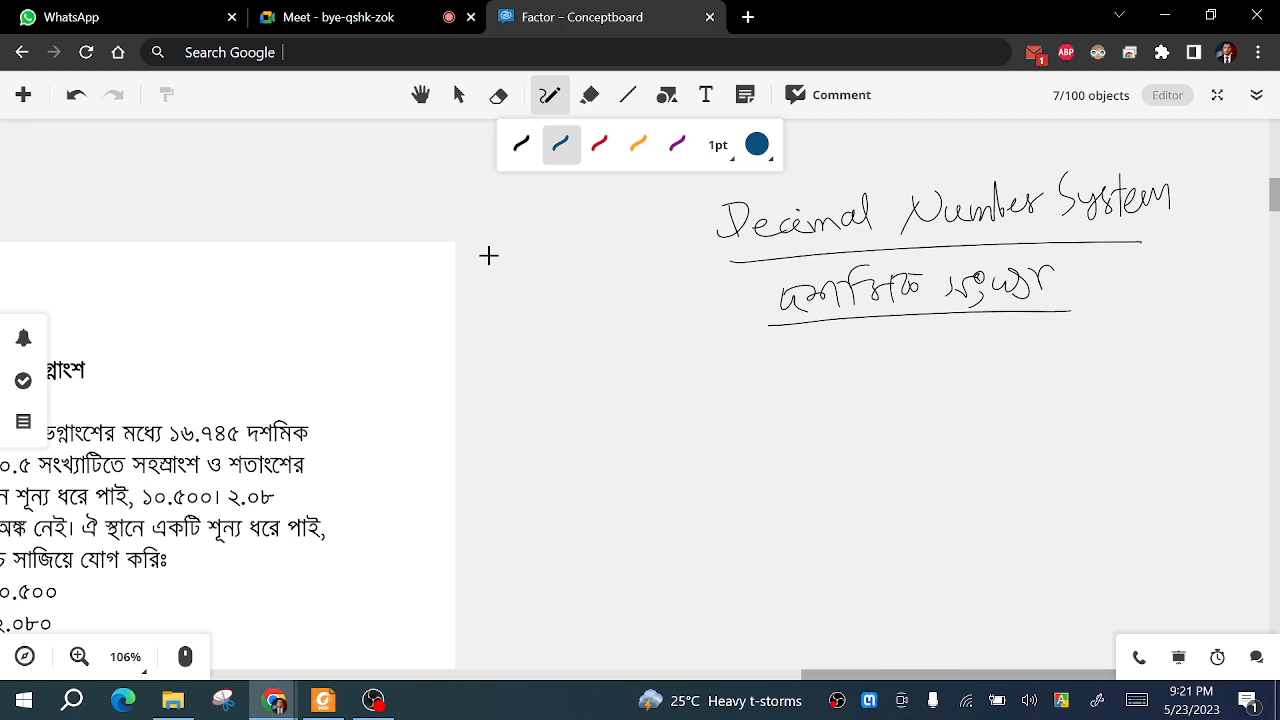 WhatsApp
Meet - bye-qshk-zok
Factor – Conceptboard
Search Google
1
ABP
Comment
7/100 objects
Editor
1pt
Decimal Number System
দশমিক সংখ্যা
গ্নাংশ
ভগ্নাংশের মধ্যে ১৬.৭৪৫ দশমিক
০.৫ সংখ্যাটিতে সহস্রাংশ ও শতাংশের
ন শূন্য ধরে পাই, ১০.৫০০। ২.০৮
অঙ্ক নেই। ঐ স্থানে একটি শূন্য ধরে পাই,
চ সাজিয়ে যোগ করিঃ
০.৫০০
২.০৮০
106%
25°C Heavy t-storms
9:21 PM
5/23/2023